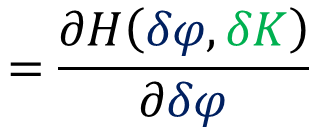 = ∂H(δφ, δK) / ∂δφ